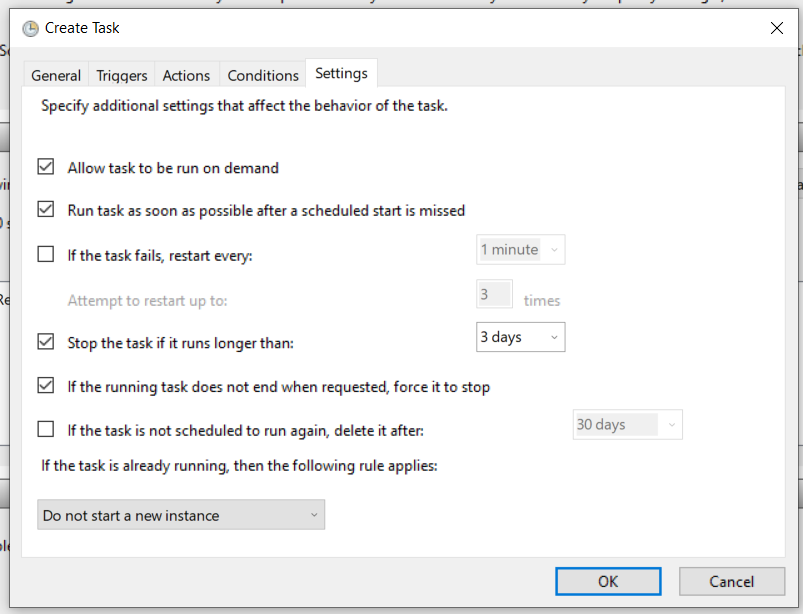 Create Task
General Triggers Actions Conditions Settings
Specify additional settings that affect the behavior of the task.
Allow task to be run on demand
Run task as soon as possible after a scheduled start is missed
If the task fails, restart every: 1 minute
Attempt to restart up to: 3 times
Stop the task if it runs longer than: 3 days
If the running task does not end when requested, force it to stop
If the task is not scheduled to run again, delete it after: 30 days
If the task is already running, then the following rule applies:
Do not start a new instance
OK Cancel